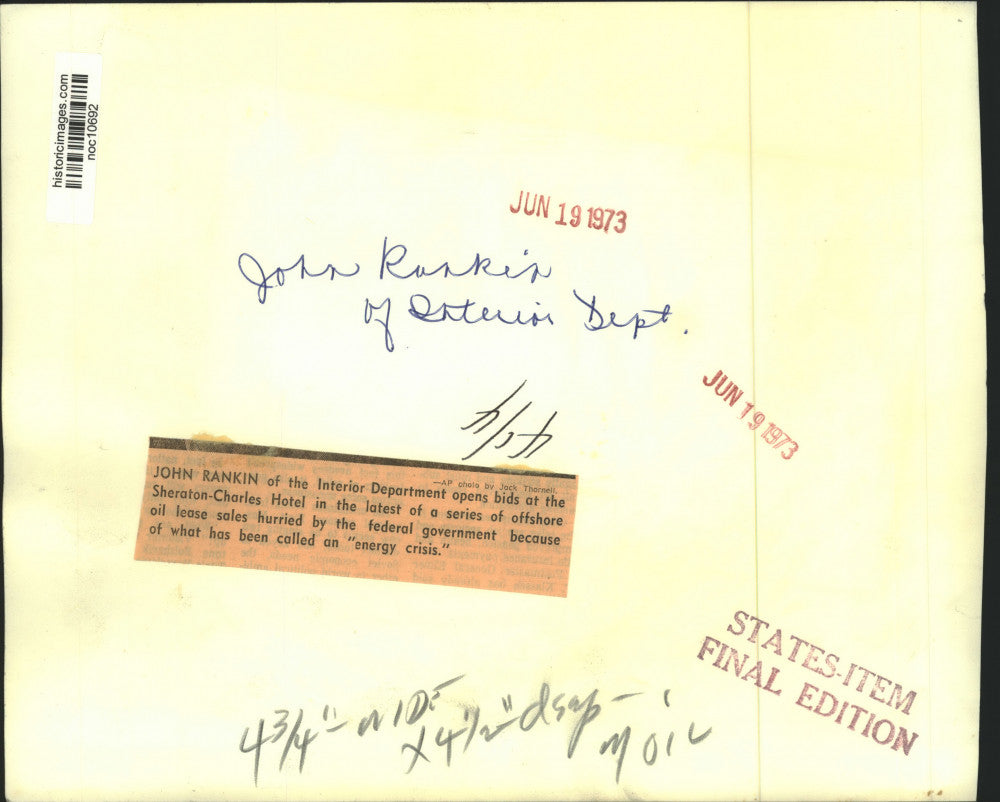 historicimages.com
noc10692
JUN 19 1973
John Rankin
of Interior Dept.
JUN 19 1973
—AP photo by Jack Thornell.
JOHN RANKIN of the Interior Department opens bids at the
Sheraton-Charles Hotel in the latest of a series of offshore
oil lease sales hurried by the federal government because
of what has been called an "energy crisis."
STATES-ITEM
FINAL EDITION
4 3/4" WIDE
X 4 1/2" deep -
OIL